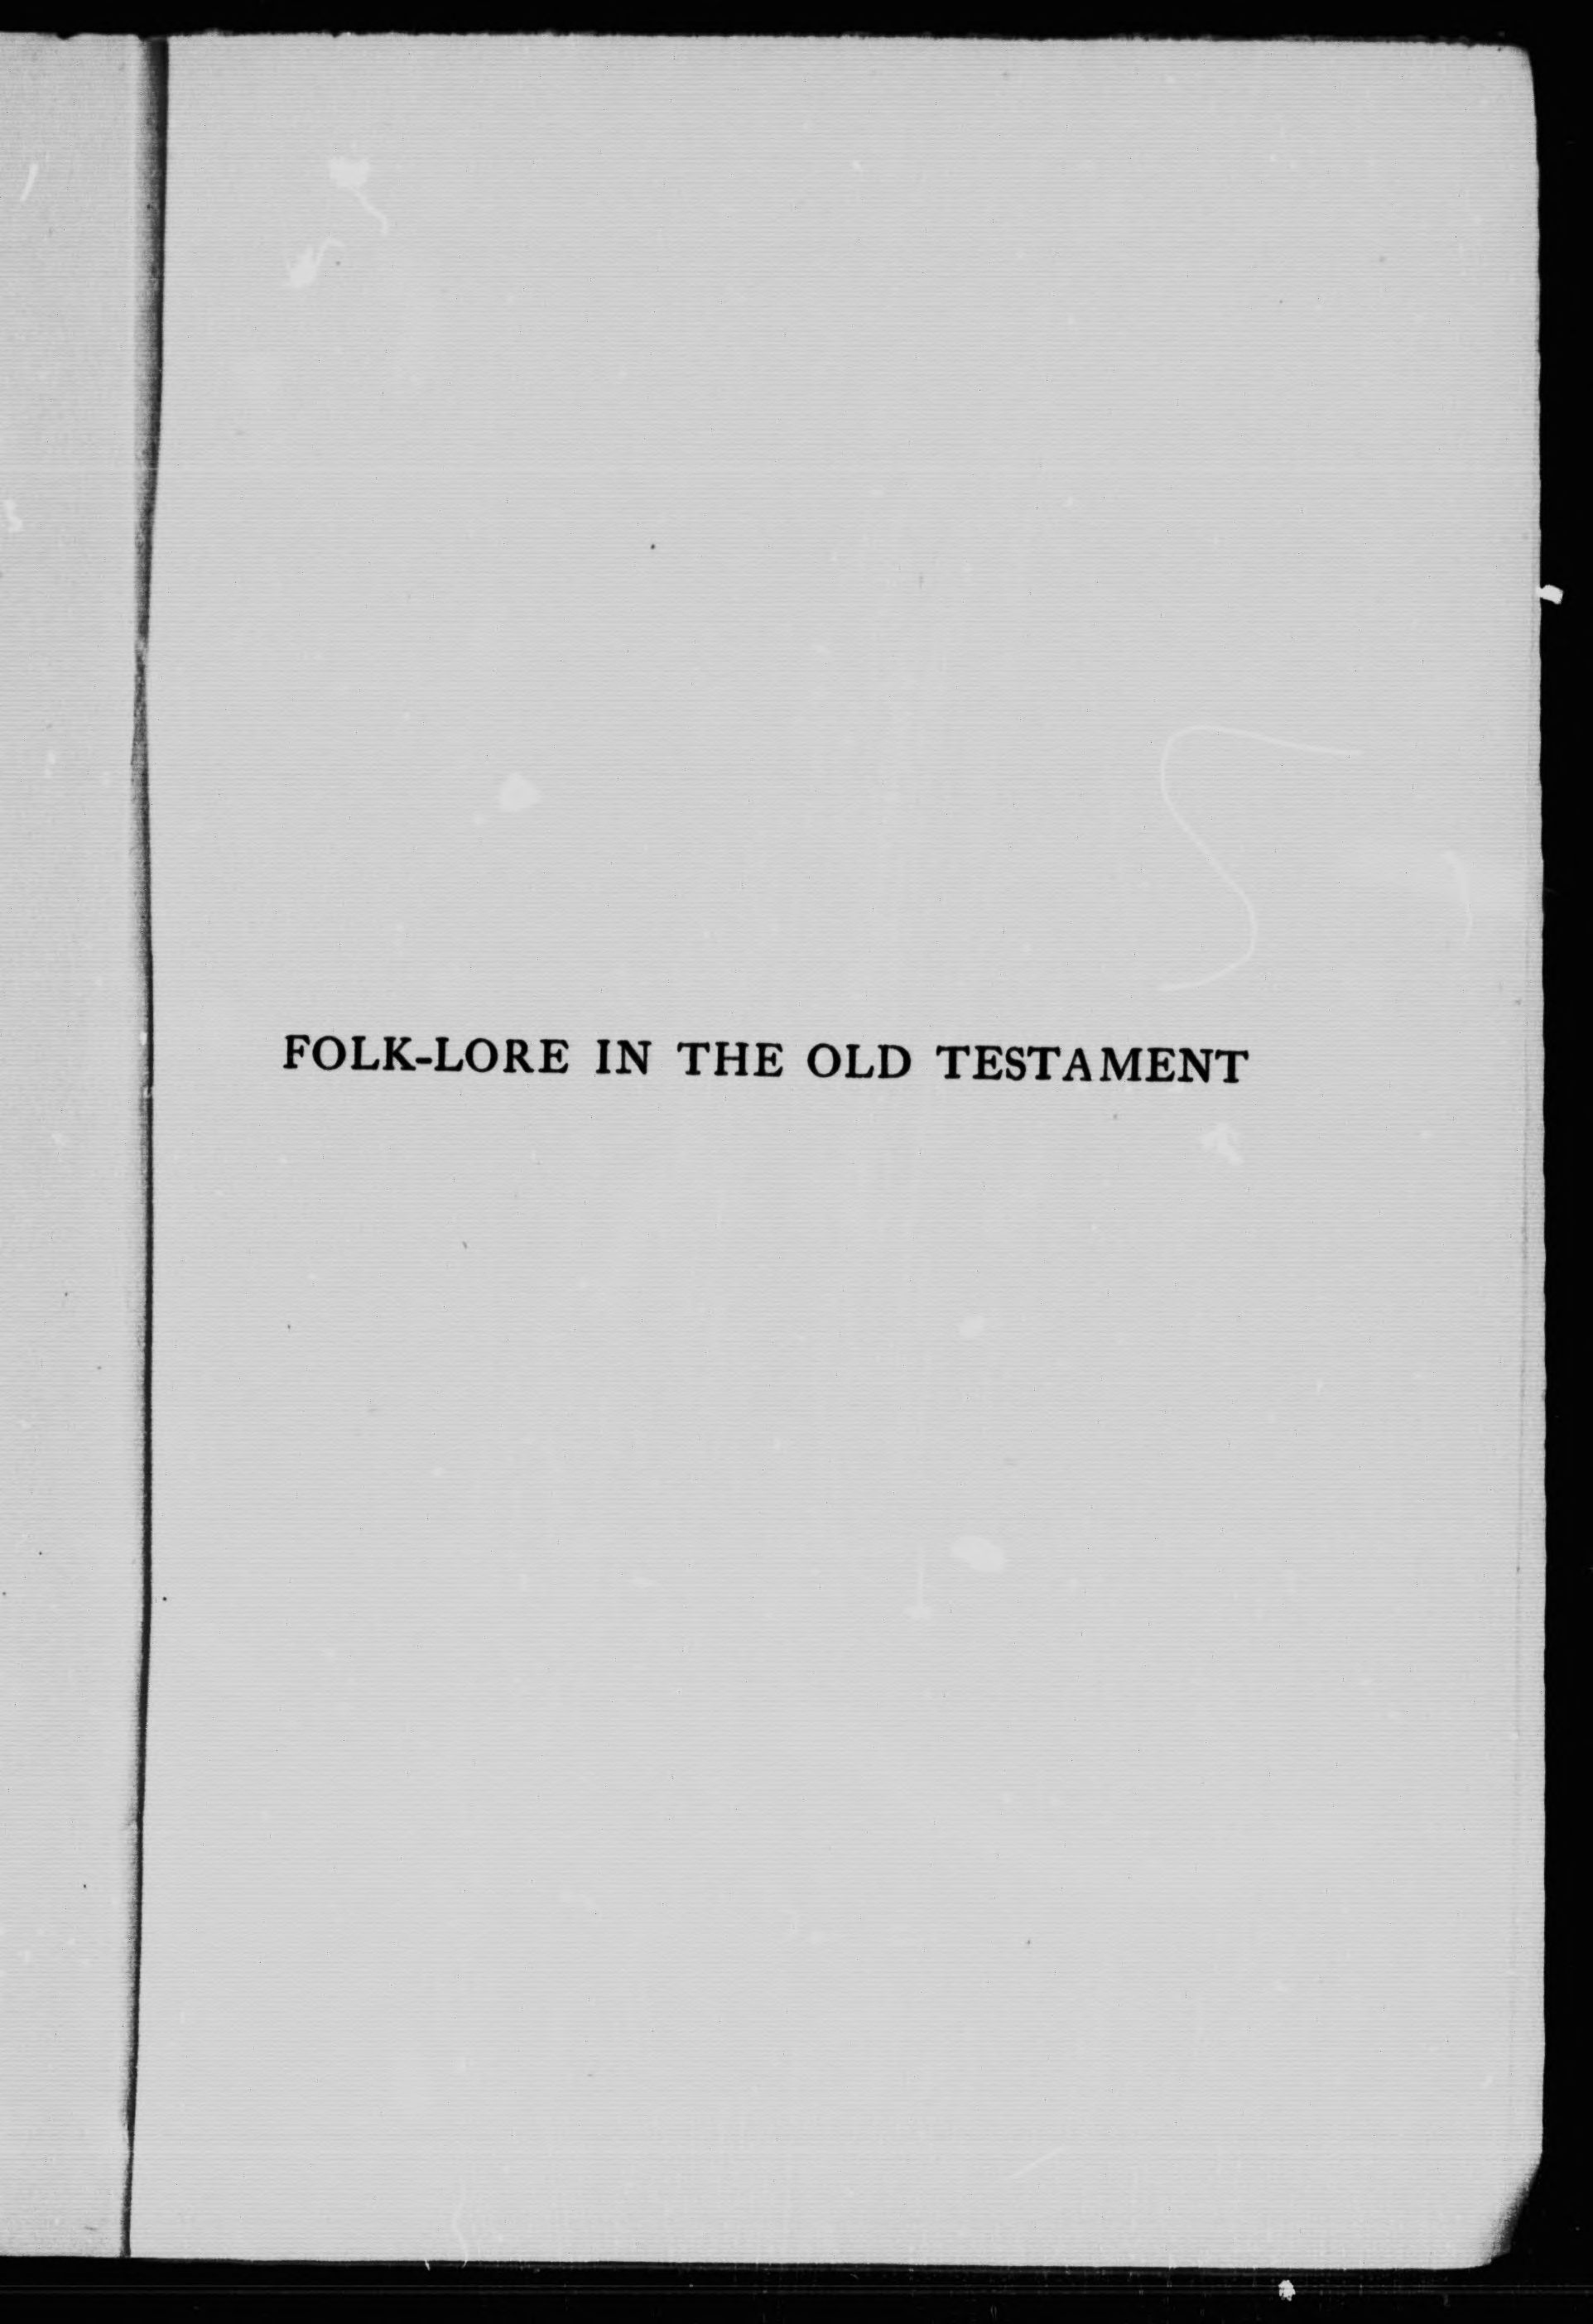 FOLK-LORE IN THE OLD TESTAMENT